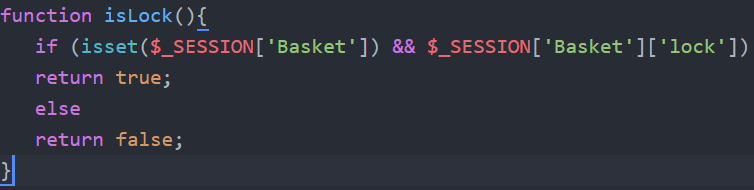 function isLock(){
if (isset($_SESSION['Basket']) && $_SESSION['Basket']['lock'])
return true;
else
return false;
}